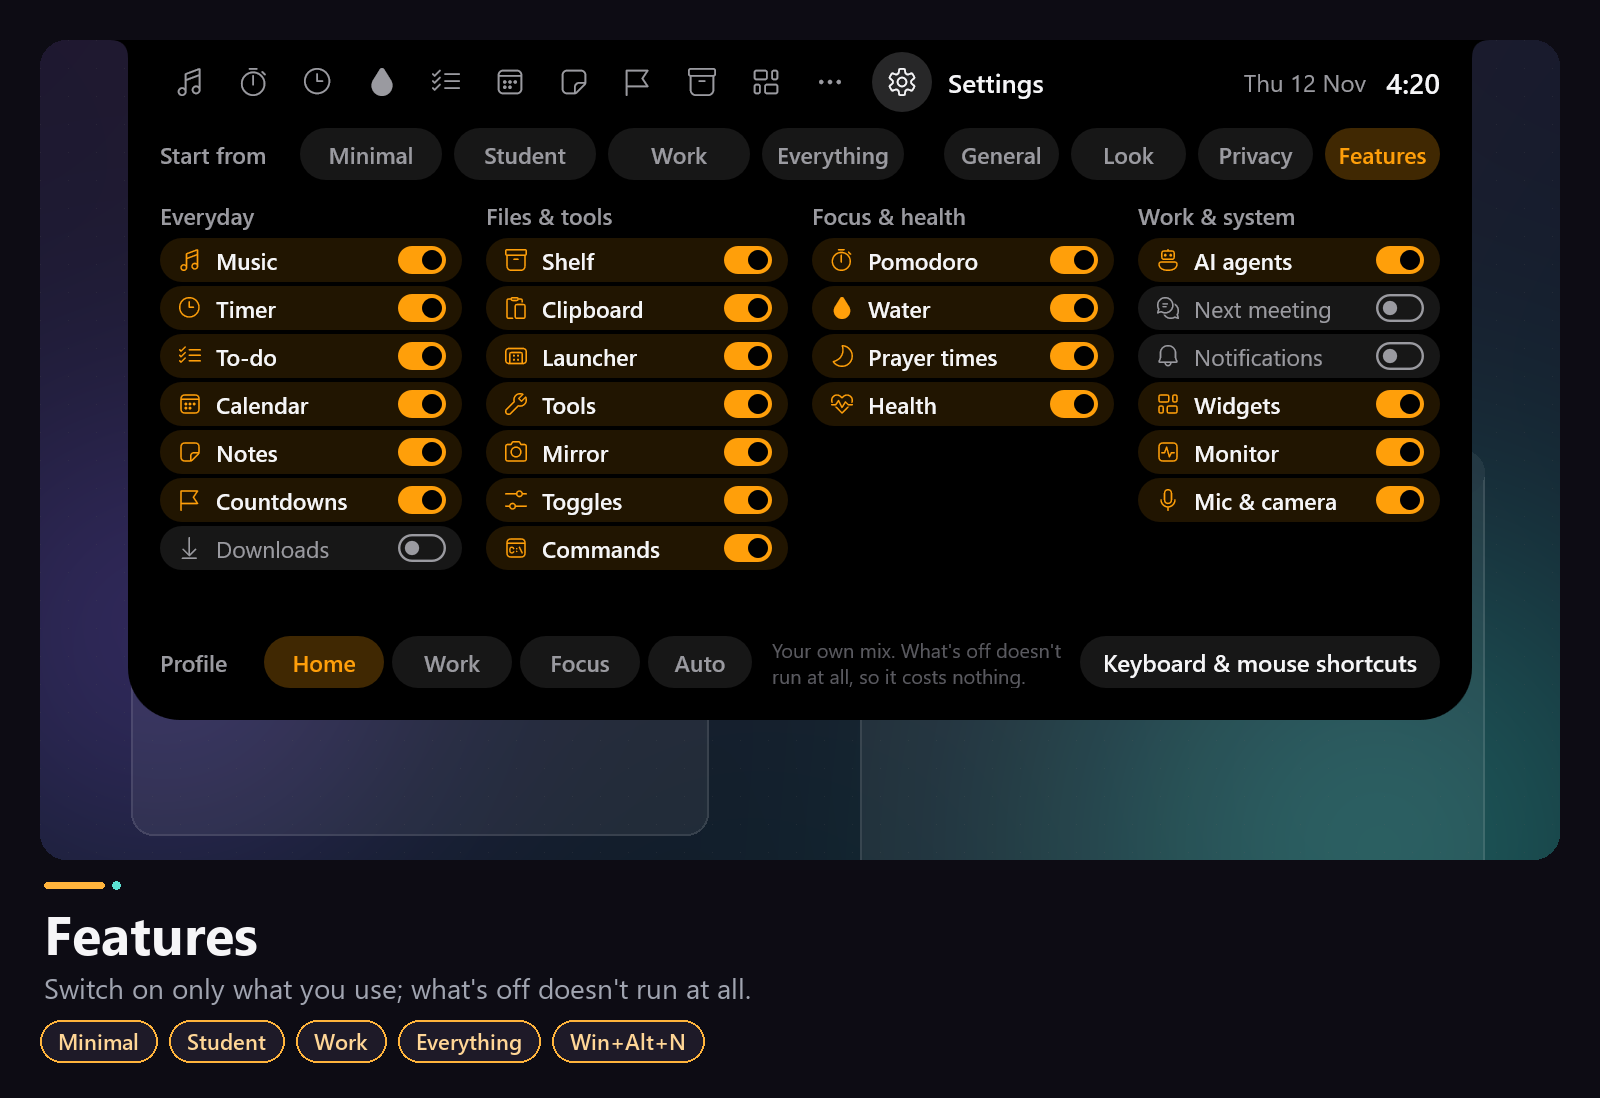 Settings
Thu 12 Nov 4:20
Start from Minimal Student Work Everything General Look Privacy Features
Everyday
Music
Timer
To-do
Calendar
Notes
Countdowns
Downloads
Files & tools
Shelf
Clipboard
Launcher
Tools
Mirror
Toggles
Commands
Focus & health
Pomodoro
Water
Prayer times
Health
Work & system
AI agents
Next meeting
Notifications
Widgets
Monitor
Mic & camera
Profile Home Work Focus Auto
Your own mix. What's off doesn't
run at all, so it costs nothing.
Keyboard & mouse shortcuts
Features
Switch on only what you use; what's off doesn't run at all.
Minimal Student Work Everything Win+Alt+N